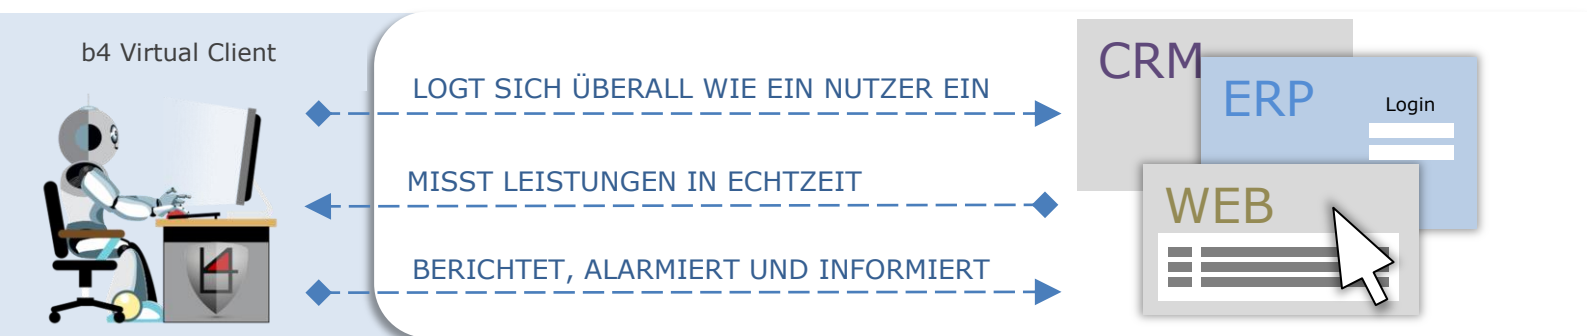 b4 Virtual Client
LOGT SICH ÜBERALL WIE EIN NUTZER EIN
MISST LEISTUNGEN IN ECHTZEIT
BERICHTET, ALARMIERT UND INFORMIERT
CRM
ERP
Login
WEB
b4